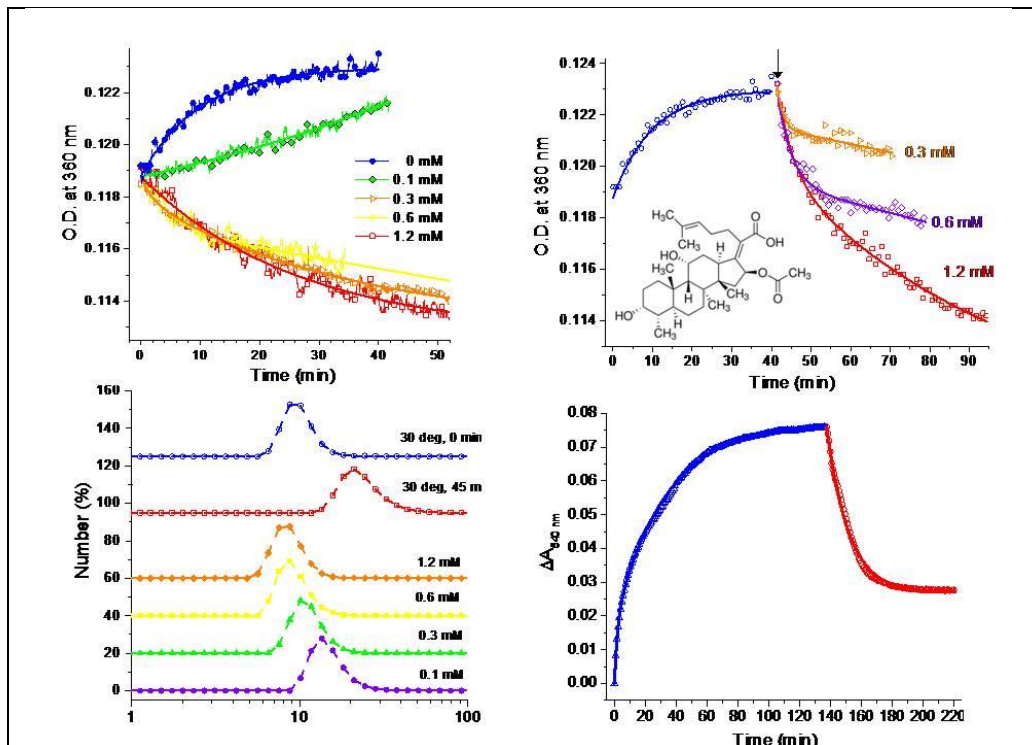 O.D. at 360 nm
0.122
0.120
0.118
0.116
0.114
0 mM
0.1 mM
0.3 mM
0.6 mM
1.2 mM
0 10 20 30 40 50
Time (min)
O.D. at 360 nm
0.124
0.123
0.120
0.118
0.116
0.114
0.3 mM
0.6 mM
1.2 mM
H₃C
CH₃
O
OH
HO
CH₃
H
CH₃
O
CH₃
O
CH₃
CH₃
H
HO
H
CH₃
0 10 20 30 40 50 60 70 80 90
Time (min)
Number (%)
160
140
120
100
80
60
40
20
0
30 deg, 0 min
30 deg, 45 m
1.2 mM
0.6 mM
0.3 mM
0.1 mM
1 10 100
ΔA640 nm
0.08
0.07
0.06
0.05
0.04
0.03
0.02
0.01
0.00
0 20 40 60 80 100 120 140 160 180 200 220
Time (min)